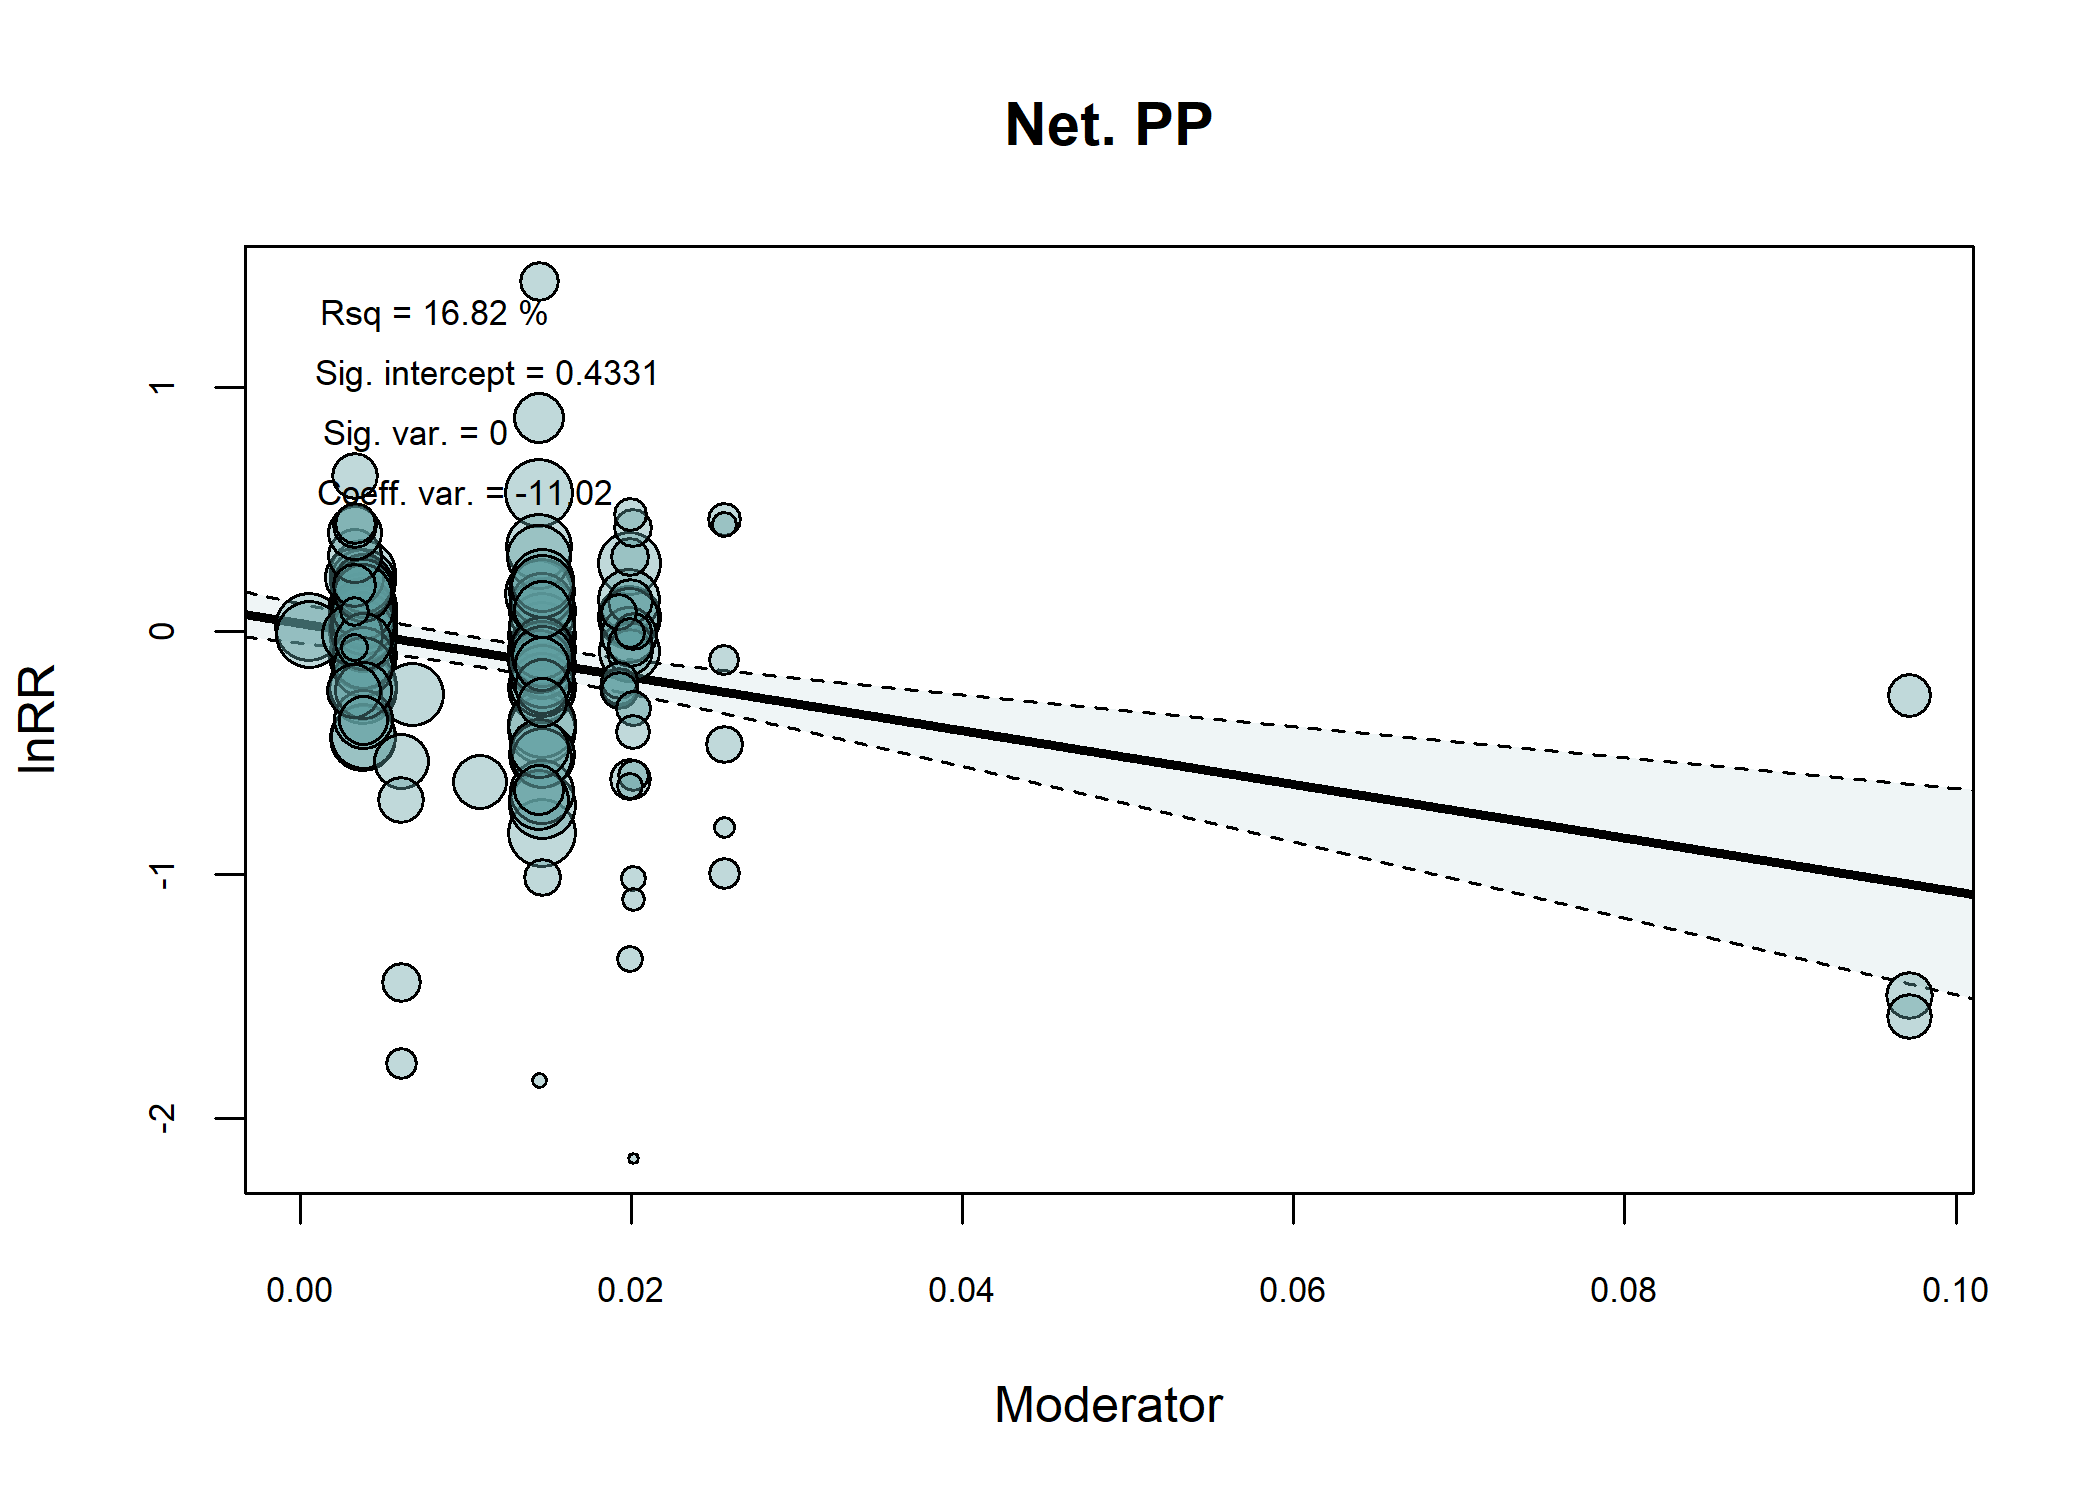 Net. PP
Rsq = 16.82 %
Sig. intercept = 0.4331
Sig. var. = 0
Coeff. var. = -11.02
lnRR
1
0
-1
-2
0.00 0.02 0.04 0.06 0.08 0.10
Moderator